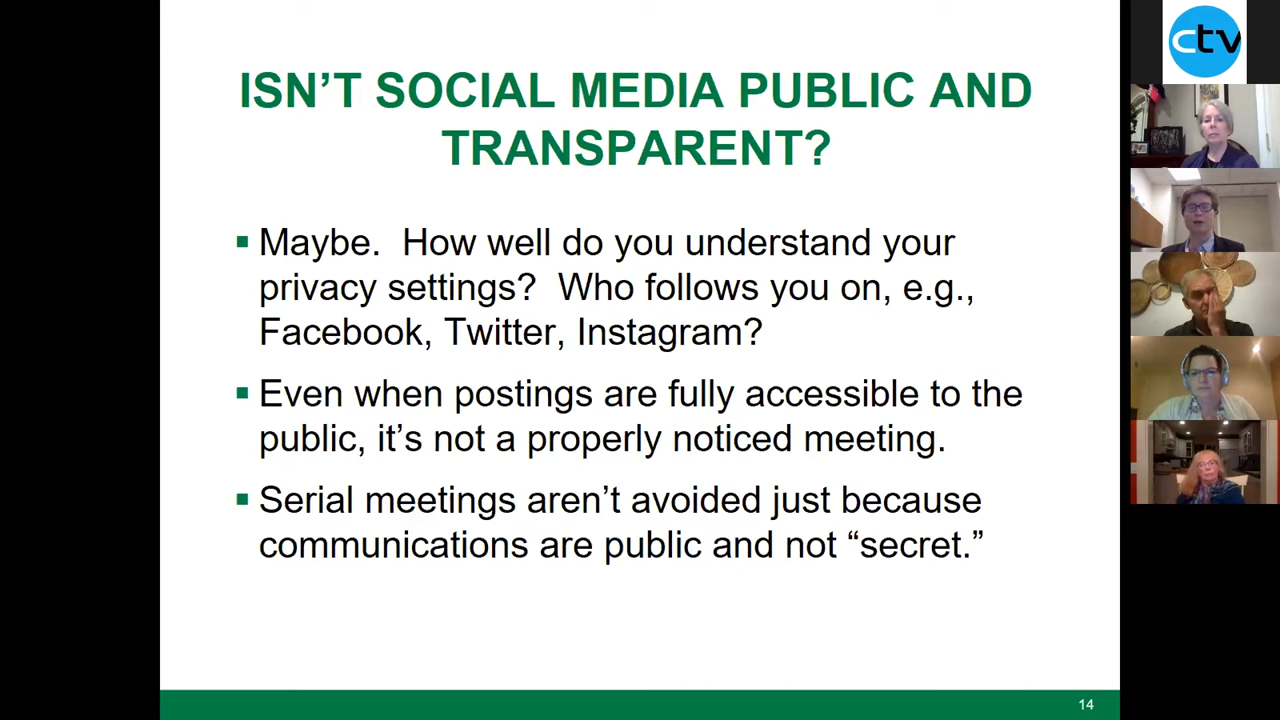 ISN’T SOCIAL MEDIA PUBLIC AND
TRANSPARENT?
Maybe.  How well do you understand your
privacy settings?  Who follows you on, e.g.,
Facebook, Twitter, Instagram?
Even when postings are fully accessible to the
public, it’s not a properly noticed meeting.
Serial meetings aren’t avoided just because
communications are public and not “secret.”
14
ctv